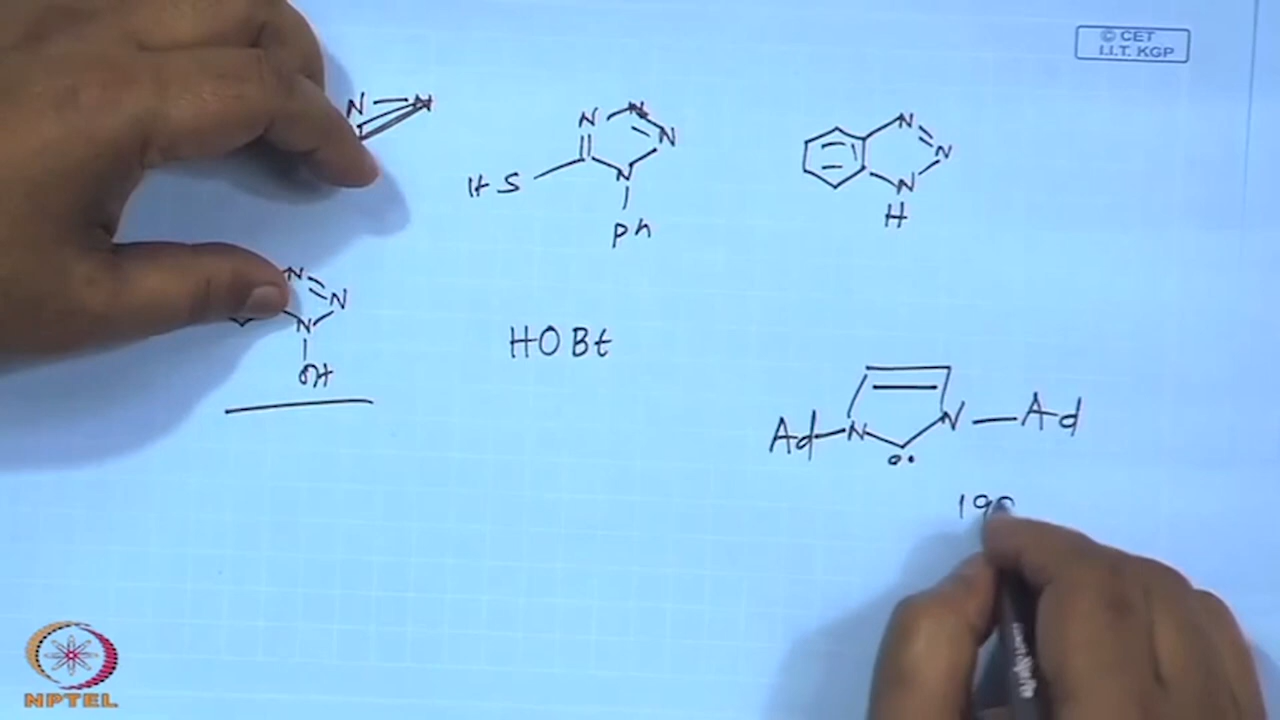 © CET
I.I.T. KGP
N N
N N N N
HS
Ph
N N N
H
N N N
OH
HOBt
Ad N N Ad
NPTEL